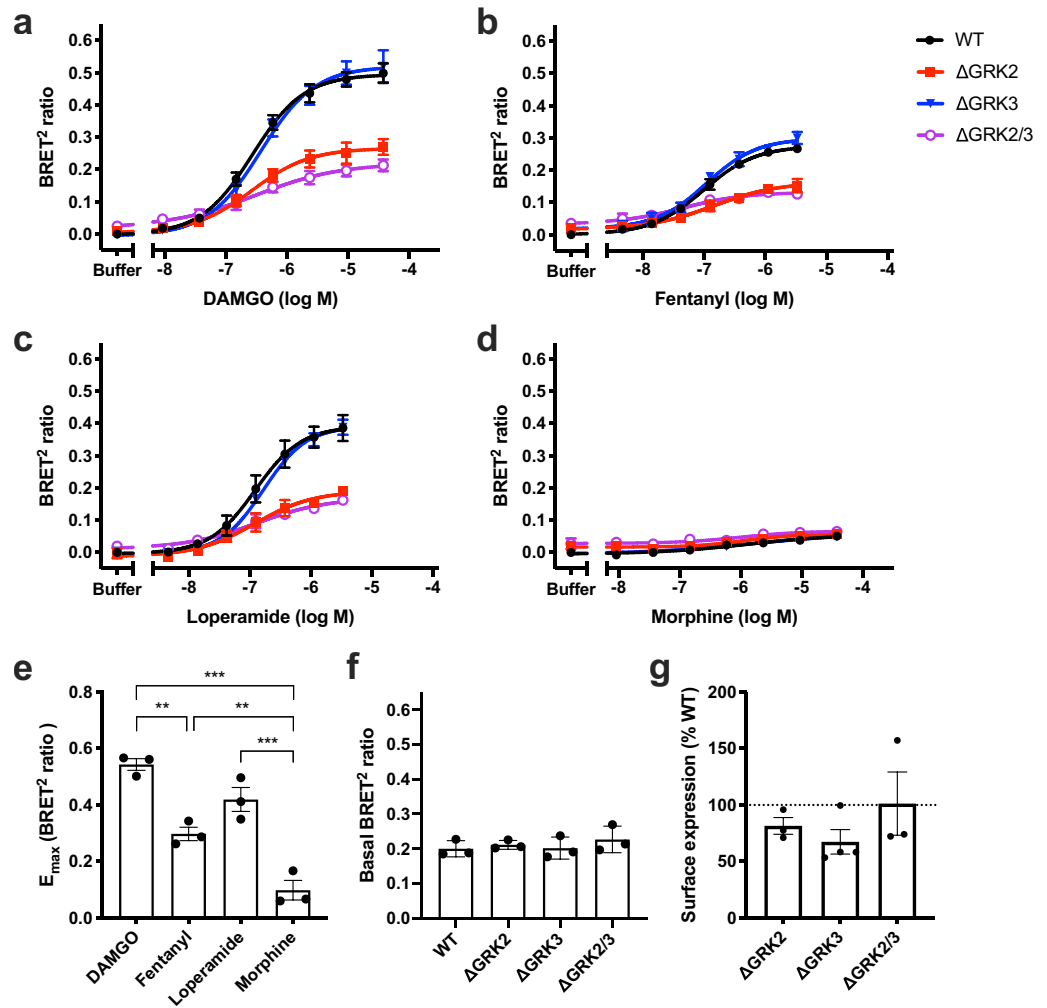 a
0.6
0.5
0.4
0.3
0.2
0.1
0.0
BRET² ratio
Buffer
-8 -7 -6 -5 -4
DAMGO (log M)
b
0.6
0.5
0.4
0.3
0.2
0.1
0.0
BRET² ratio
Buffer
-8 -7 -6 -5 -4
Fentanyl (log M)
WT
ΔGRK2
ΔGRK3
ΔGRK2/3
c
0.6
0.5
0.4
0.3
0.2
0.1
0.0
BRET² ratio
Buffer
-8 -7 -6 -5 -4
Loperamide (log M)
d
0.6
0.5
0.4
0.3
0.2
0.1
0.0
BRET² ratio
Buffer
-8 -7 -6 -5 -4
Morphine (log M)
e
0.8
0.6
0.4
0.2
0.0
Emax (BRET² ratio )
***
** **
***
DAMGO
Fentanyl
Loperamide
Morphine
f
0.6
0.5
0.4
0.3
0.2
0.1
0.0
Basal BRET² ratio
WT
ΔGRK2
ΔGRK3
ΔGRK2/3
g
200
150
100
50
0
Surface expression (% WT)
ΔGRK2
ΔGRK3
ΔGRK2/3